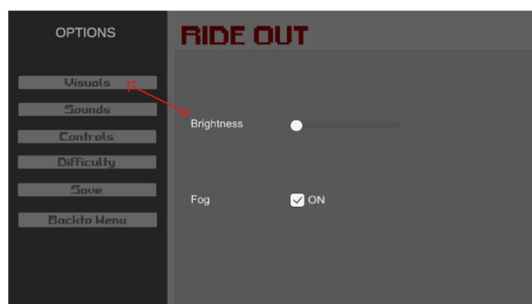 OPTIONS
RIDE OUT
Visuals
Sounds
Controls
Difficulty
Save
Backto Menu
Brightness
Fog
ON